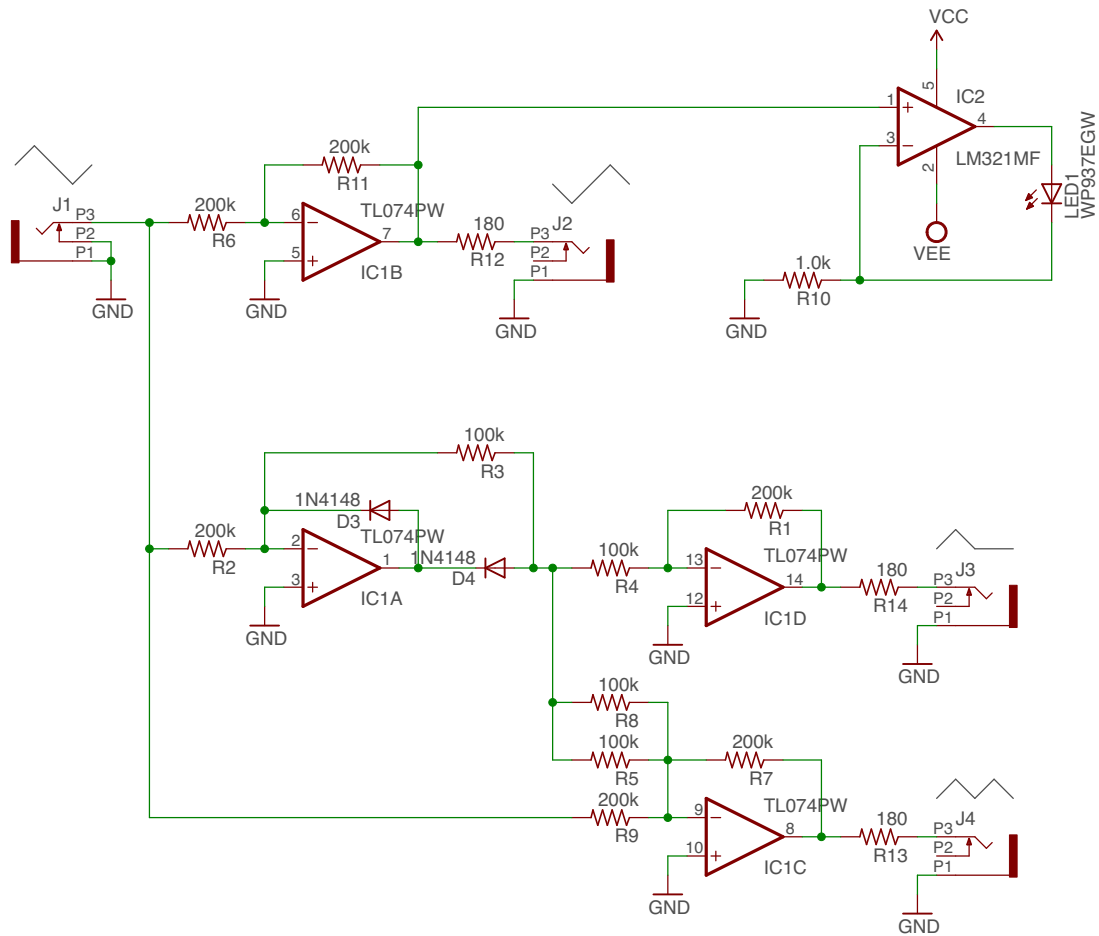 VCC
5
1
IC2
4
3
LM321MF
2
LED1
WP937EGW
VEE
1.0k
R10
GND
200k
R11
J1
P3
P2
P1
GND
200k
R6
6
TL074PW
7
5
IC1B
GND
180
R12
J2
P3
P2
P1
GND
100k
R3
1N4148
D3
TL074PW
200k
R2
2
1
3
IC1A
GND
1N4148
D4
200k
R1
100k
R4
13
TL074PW
14
12
IC1D
GND
180
R14
J3
P3
P2
P1
GND
100k
R8
100k
R5
200k
R9
200k
R7
9
TL074PW
8
10
IC1C
GND
180
R13
J4
P3
P2
P1
GND